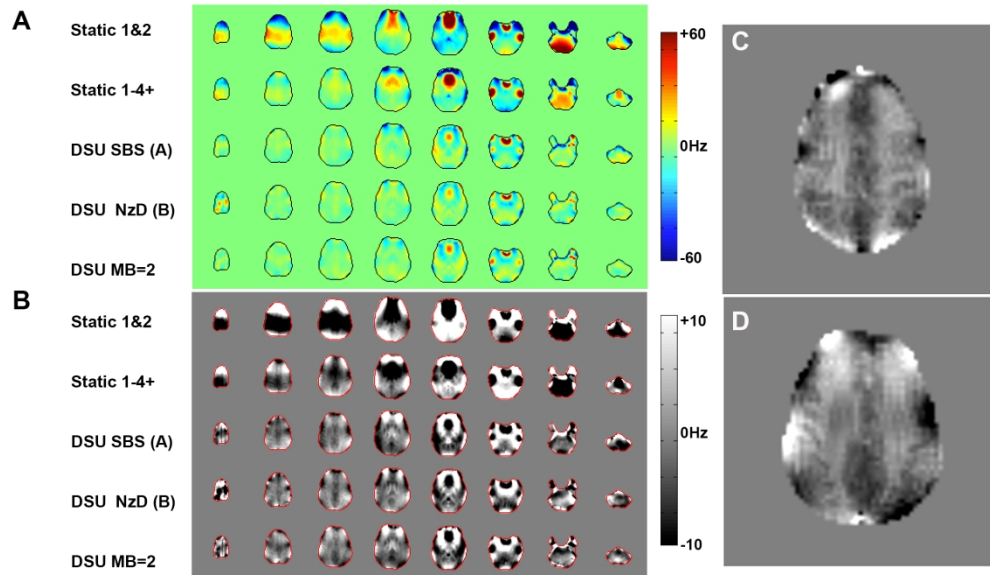 A
Static 1&2
Static 1-4+
DSU SBS (A)
DSU NzD (B)
DSU MB=2
+60
0Hz
-60
B
Static 1&2
Static 1-4+
DSU SBS (A)
DSU NzD (B)
DSU MB=2
+10
0Hz
-10
C
D